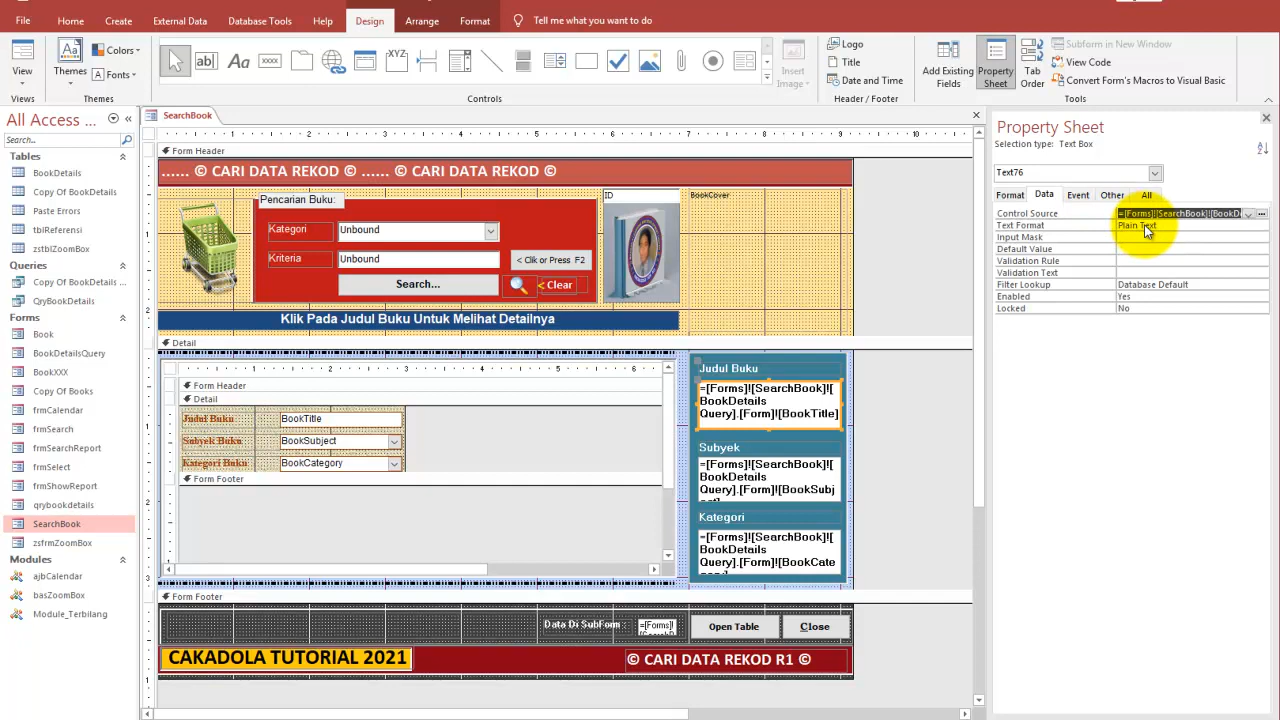 File Home Create External Data Database Tools Help Design Arrange Format Tell me what you want to do
View
Views
Themes
Colors
Fonts
Themes
Controls
Insert
Image
Logo
Title
Date and Time
Header / Footer
Add Existing
Fields
Property
Sheet
Tab
Order
Subform in New Window
View Code
Convert Form's Macros to Visual Basic
Tools
All Access ...
Search...
Tables
BookDetails
Copy Of BookDetails
Paste Errors
tblReferensi
zstblZoomBox
Queries
Copy Of BookDetails ...
QryBookDetails
Forms
Book
BookDetailsQuery
BookXXX
Copy Of Books
frmCalendar
frmSearch
frmSearchReport
frmSelect
frmShowReport
qrybookdetails
SearchBook
zsfrmZoomBox
Modules
ajbCalendar
basZoomBox
Module_Terbilang
SearchBook
Form Header
...... © CARI DATA REKOD © ...... © CARI DATA REKOD ©
Pencarian Buku:
Kategori Unbound
Kriteria Unbound < Clik or Press F2
Search... < Clear
ID
BookCover
Klik Pada Judul Buku Untuk Melihat Detailnya
Detail
Form Header
Detail
Judul Buku BookTitle
Subyek Buku BookSubject
Kategori Buku BookCategory
Form Footer
Judul Buku
=[Forms]![SearchBook]![
BookDetails
Query].[Form]![BookTitle]
Subyek
=[Forms]![SearchBook]![
BookDetails
Query].[Form]![BookSubj
Kategori
=[Forms]![SearchBook]![
BookDetails
Query].[Form]![BookCate
Form Footer
Data Di SubForm : =[Forms]!
Open Table Close
CAKADOLA TUTORIAL 2021 © CARI DATA REKOD R1 ©
Property Sheet
Selection type: Text Box
Text76
Format Data Event Other All
Control Source =[Forms]![SearchBook]![BookD
Text Format Plain Text
Input Mask
Default Value
Validation Rule
Validation Text
Filter Lookup Database Default
Enabled Yes
Locked No